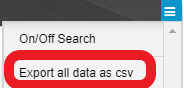 On/Off Search
Export all data as csv